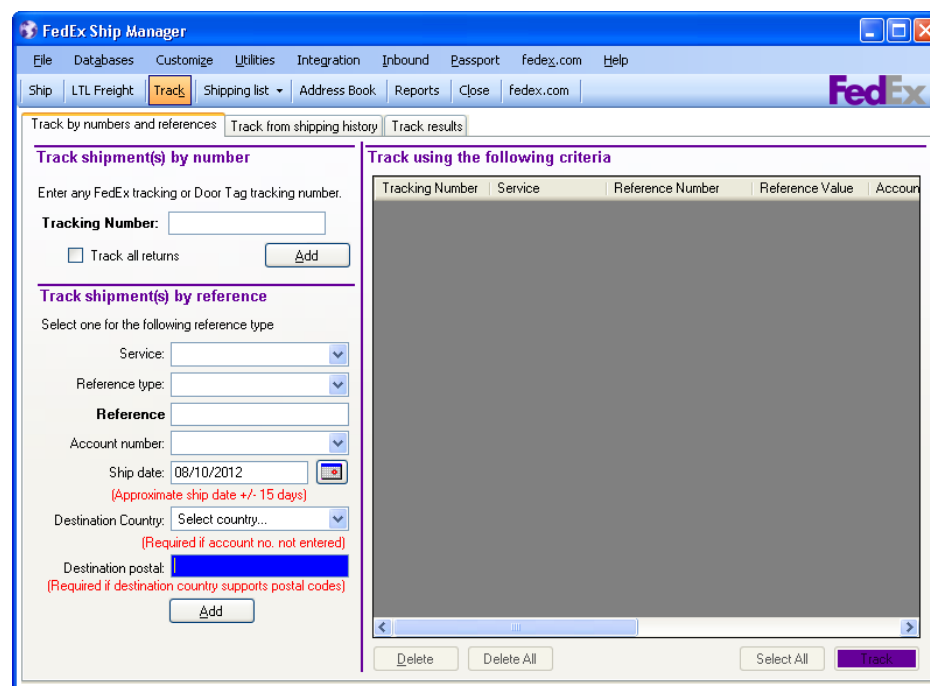 FedEx Ship Manager
File Databases Customize Utilities Integration Inbound Passport fedex.com Help
Ship LTL Freight Track Shipping list Address Book Reports Close fedex.com
FedEx
Track by numbers and references Track from shipping history Track results
Track shipment(s) by number
Enter any FedEx tracking or Door Tag tracking number.
Tracking Number:
Track all returns Add
Track shipment(s) by reference
Select one for the following reference type
Service:
Reference type:
Reference
Account number:
Ship date: 08/10/2012
(Approximate ship date +/- 15 days)
Destination Country: Select country...
(Required if account no. not entered)
Destination postal:
(Required if destination country supports postal codes)
Add
Track using the following criteria
Tracking Number Service Reference Number Reference Value Accoun
Delete Delete All Select All Track